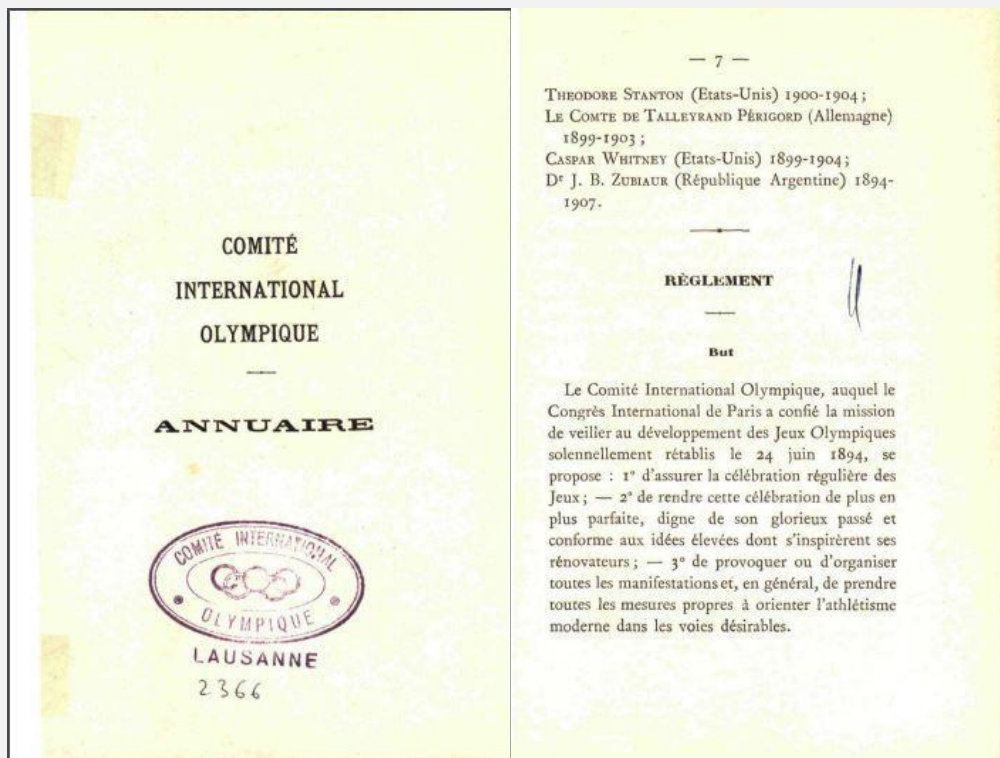 COMITÉ
INTERNATIONAL
OLYMPIQUE
ANNUAIRE
COMITÉ INTERNATIONAL
OLYMPIQUE
LAUSANNE
2366
— 7 —
THEODORE STANTON (Etats-Unis) 1900-1904 ;
LE COMTE DE TALLEYRAND PÉRIGORD (Allemagne)
1899-1903 ;
CASPAR WHITNEY (Etats-Unis) 1899-1904 ;
Dr J. B. ZUBIAUR (République Argentine) 1894-
1907.
RÈGLEMENT
But
Le Comité International Olympique, auquel le
Congrès International de Paris a confié la mission
de veilier au développement des Jeux Olympiques
solennellement rétablis le 24 juin 1894, se
propose : 1° d'assurer la célébration régulière des
Jeux ; — 2° de rendre cette célébration de plus en
plus parfaite, digne de son glorieux passé et
conforme aux idées élevées dont s'inspirèrent ses
rénovateurs ; — 3° de provoquer ou d'organiser
toutes les manifestations et, en général, de prendre
toutes les mesures propres à orienter l'athlétisme
moderne dans les voies désirables.